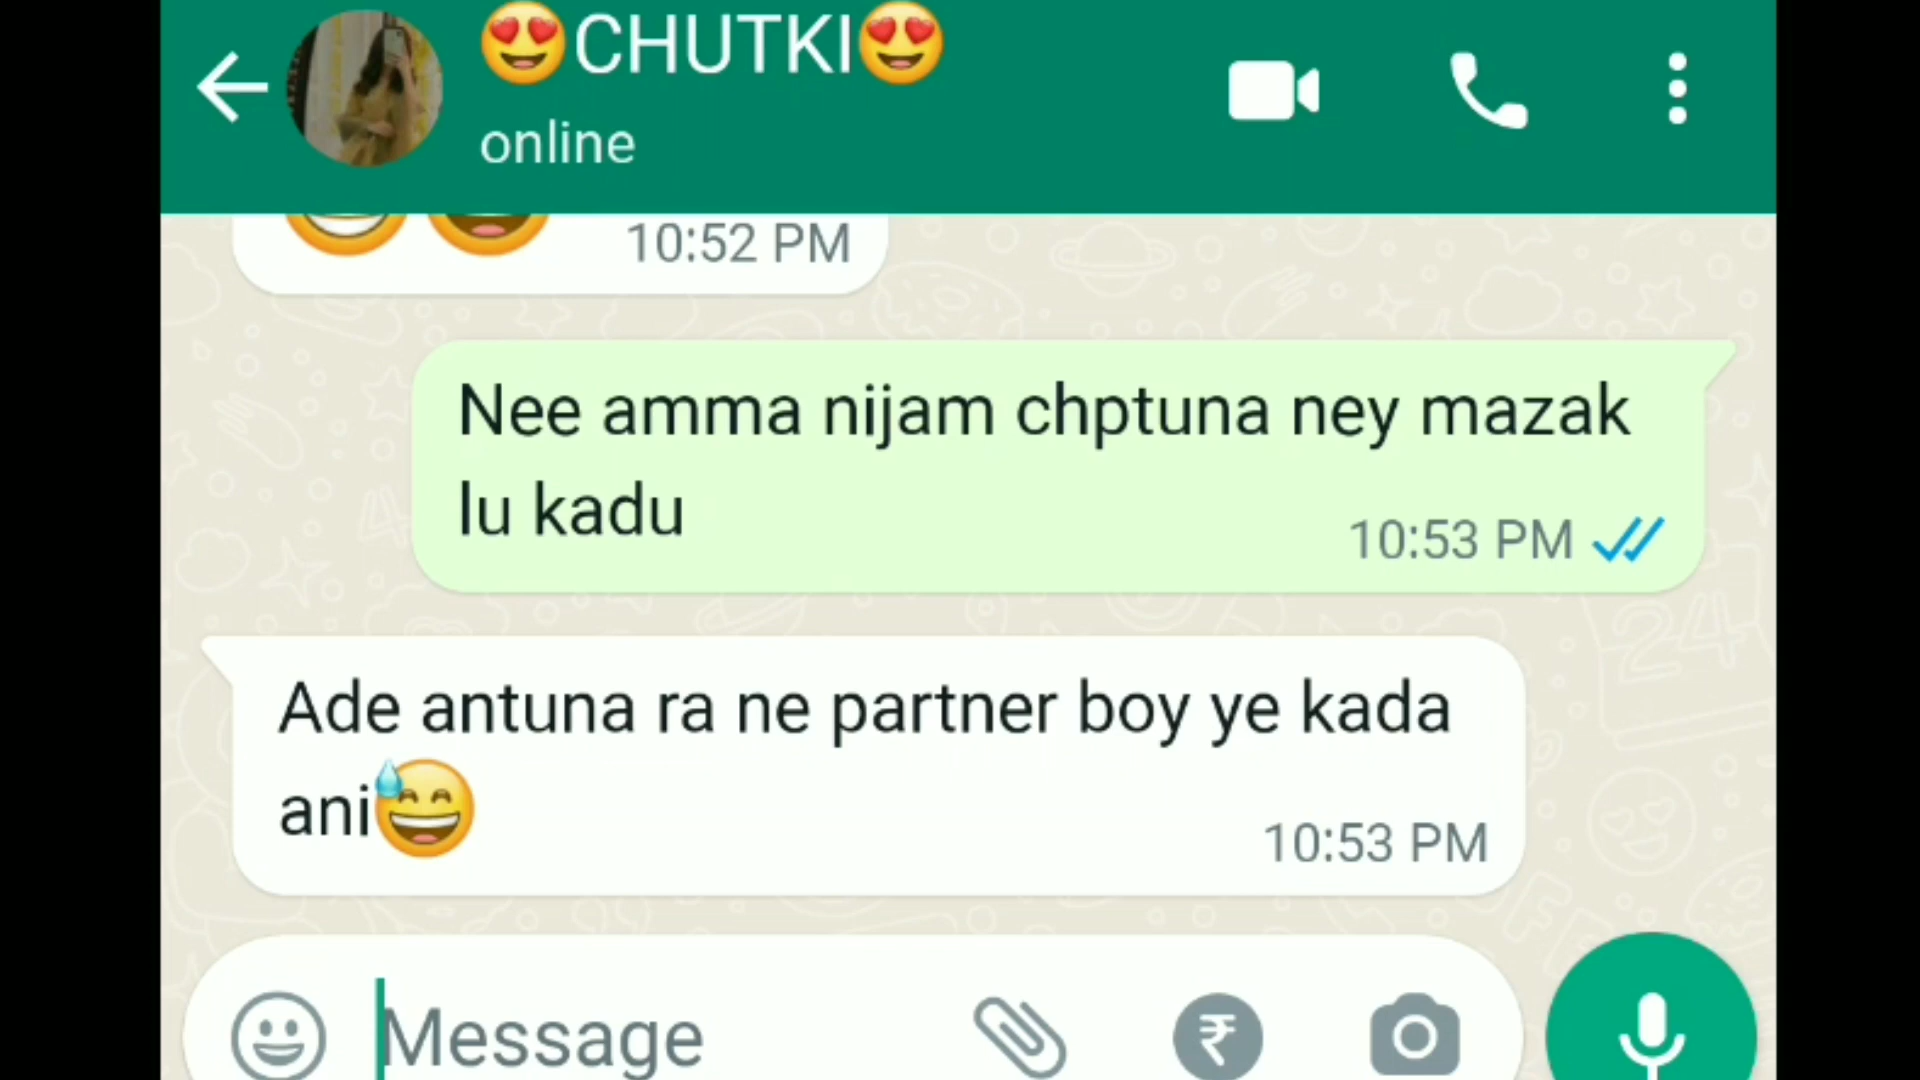 😍CHUTKI😍
online
10:52 PM
Nee amma nijam chptuna ney mazak
lu kadu
10:53 PM
Ade antuna ra ne partner boy ye kada
ani😅
10:53 PM
Message